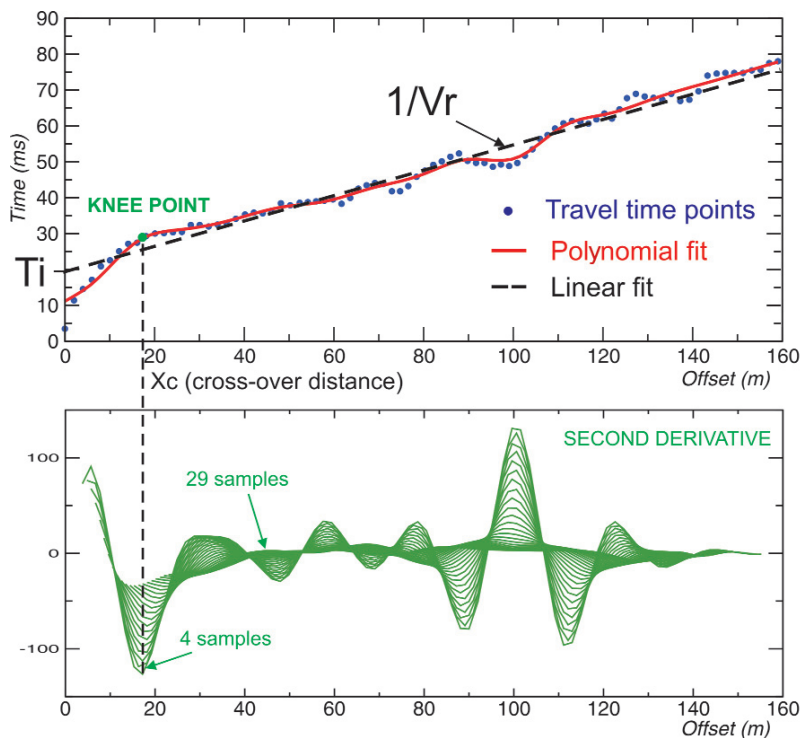 90
80
70
60
50
40
30
20
10
0
Time (ms)
Ti
KNEE POINT
1/Vr
Travel time points
Polynomial fit
Linear fit
0 20 40 60 80 100 120 140 160
Xc (cross-over distance)
Offset (m)
SECOND DERIVATIVE
29 samples
4 samples
100
0
-100
0 20 40 60 80 100 120 140 160
Offset (m)